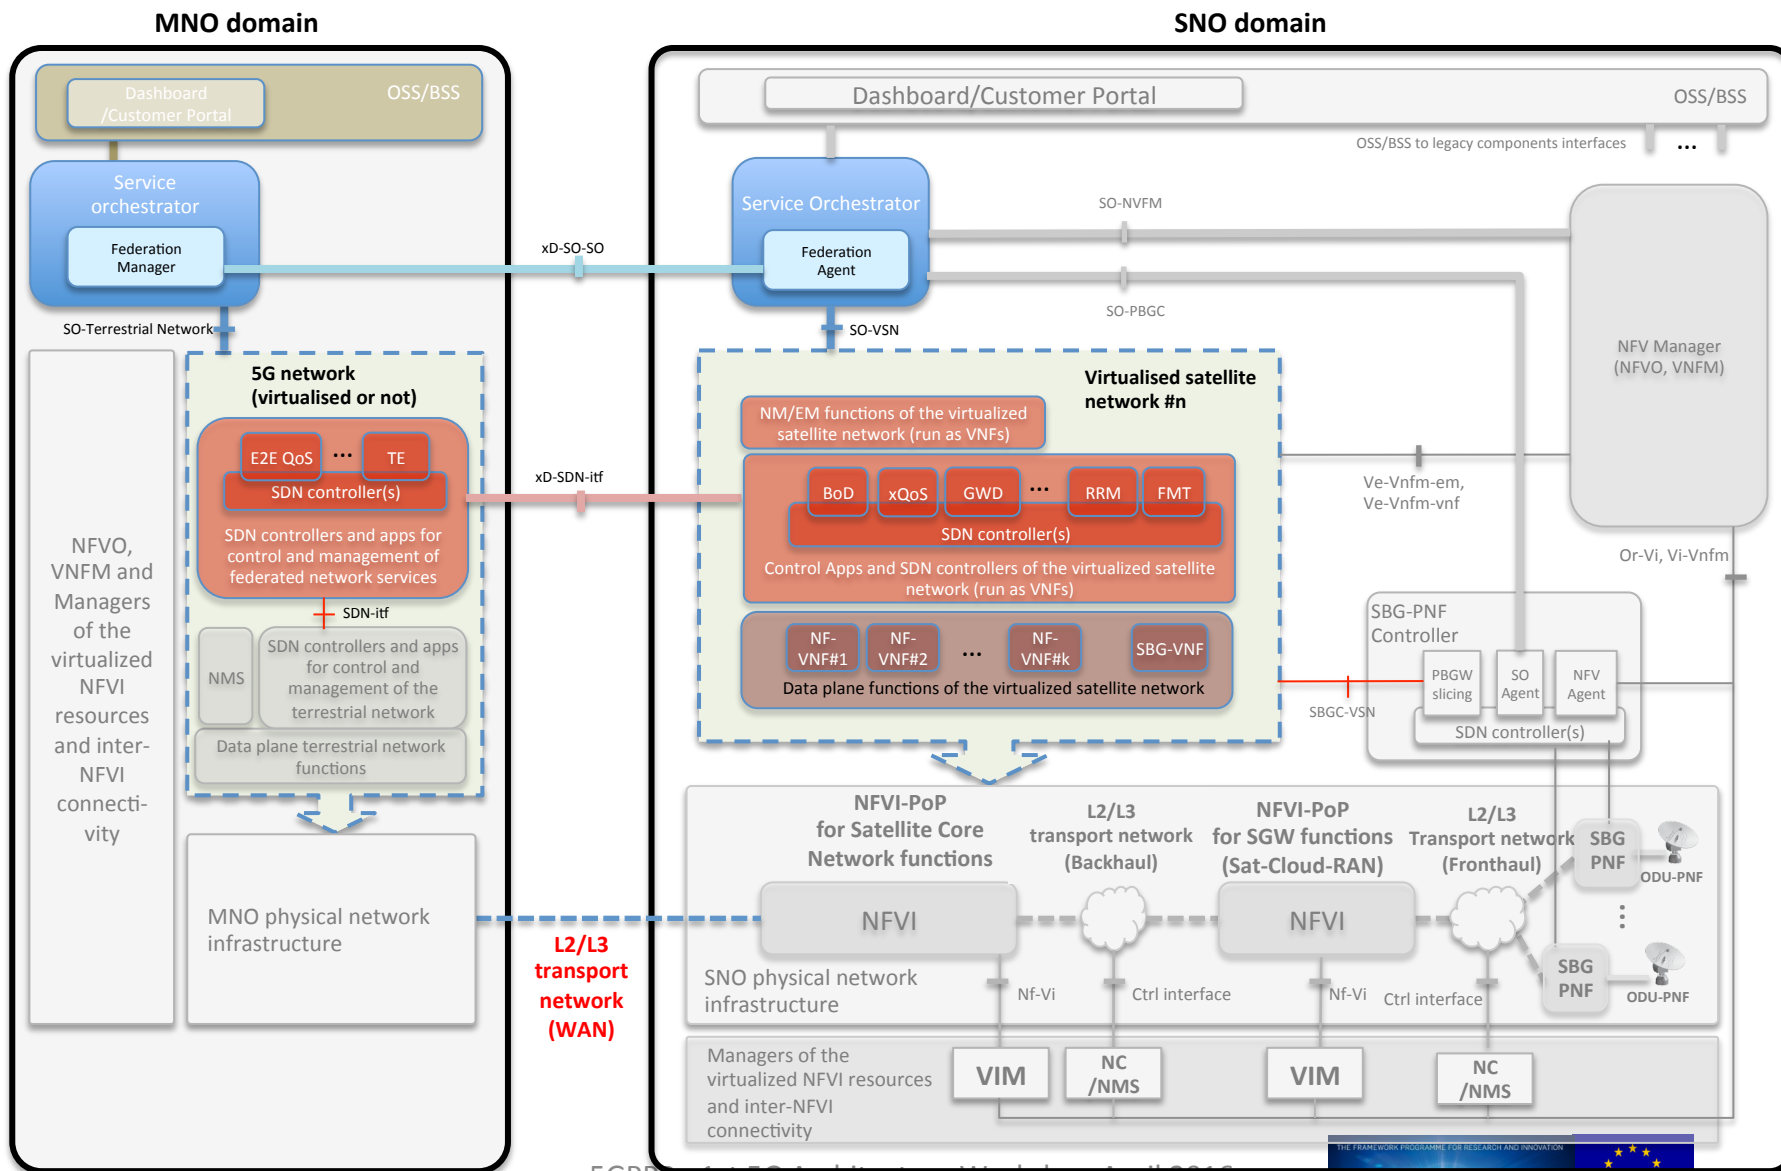 MNO domain
SNO domain
Dashboard
/Customer Portal
OSS/BSS
Service
orchestrator
Federation
Manager
SO-Terrestrial Network
xD-SO-SO
5G network
(virtualised or not)
E2E QoS
...
TE
SDN controller(s)
SDN controllers and apps for
control and management of
federated network services
SDN-itf
NMS
SDN controllers and apps
for control and
management of the
terrestrial network
Data plane terrestrial network
functions
NFVO,
VNFM and
Managers
of the
virtualized
NFVI
resources
and inter-
NFVI
connecti-
vity
MNO physical network
infrastructure
xD-SDN-itf
L2/L3
transport
network
(WAN)
Dashboard/Customer Portal
OSS/BSS
OSS/BSS to legacy components interfaces
...
Service Orchestrator
Federation
Agent
SO-NVFM
SO-PBGC
SO-VSN
NFV Manager
(NFVO, VNFM)
Virtualised satellite
network #n
NM/EM functions of the virtualized
satellite network (run as VNFs)
BoD
xQoS
GWD
...
RRM
FMT
SDN controller(s)
Control Apps and SDN controllers of the virtualized satellite
network (run as VNFs)
NF-
VNF#1
NF-
VNF#2
...
NF-
VNF#k
SBG-VNF
Data plane functions of the virtualized satellite network
Ve-Vnfm-em,
Ve-Vnfm-vnf
Or-Vi, Vi-Vnfm
SBGC-VSN
SBG-PNF
Controller
PBGW
slicing
SO
Agent
NFV
Agent
SDN controller(s)
NFVI-PoP
for Satellite Core
Network functions
L2/L3
transport network
(Backhaul)
NFVI-PoP
for SGW functions
(Sat-Cloud-RAN)
L2/L3
Transport network
(Fronthaul)
NFVI
NFVI
SBG
PNF
ODU-PNF
...
SBG
PNF
ODU-PNF
SNO physical network
infrastructure
Nf-Vi
Ctrl interface
Nf-Vi
Ctrl interface
Managers of the
virtualized NFVI resources
and inter-NFVI
connectivity
VIM
NC
/NMS
VIM
NC
/NMS
THE FRAMEWORK PROGRAMME FOR RESEARCH AND INNOVATION